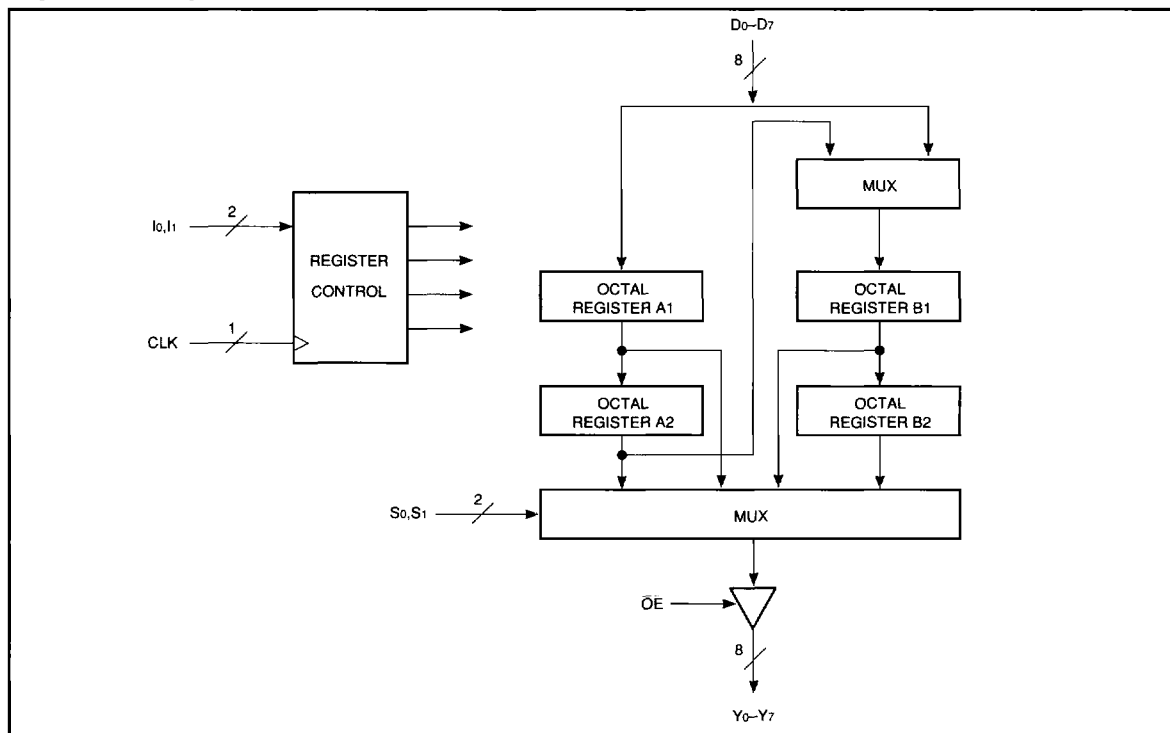 D0–D7
8
MUX
I0,I1
2
REGISTER
CONTROL
CLK
1
OCTAL
REGISTER A1
OCTAL
REGISTER B1
OCTAL
REGISTER A2
OCTAL
REGISTER B2
S0,S1
2
MUX
OE
8
Y0–Y7